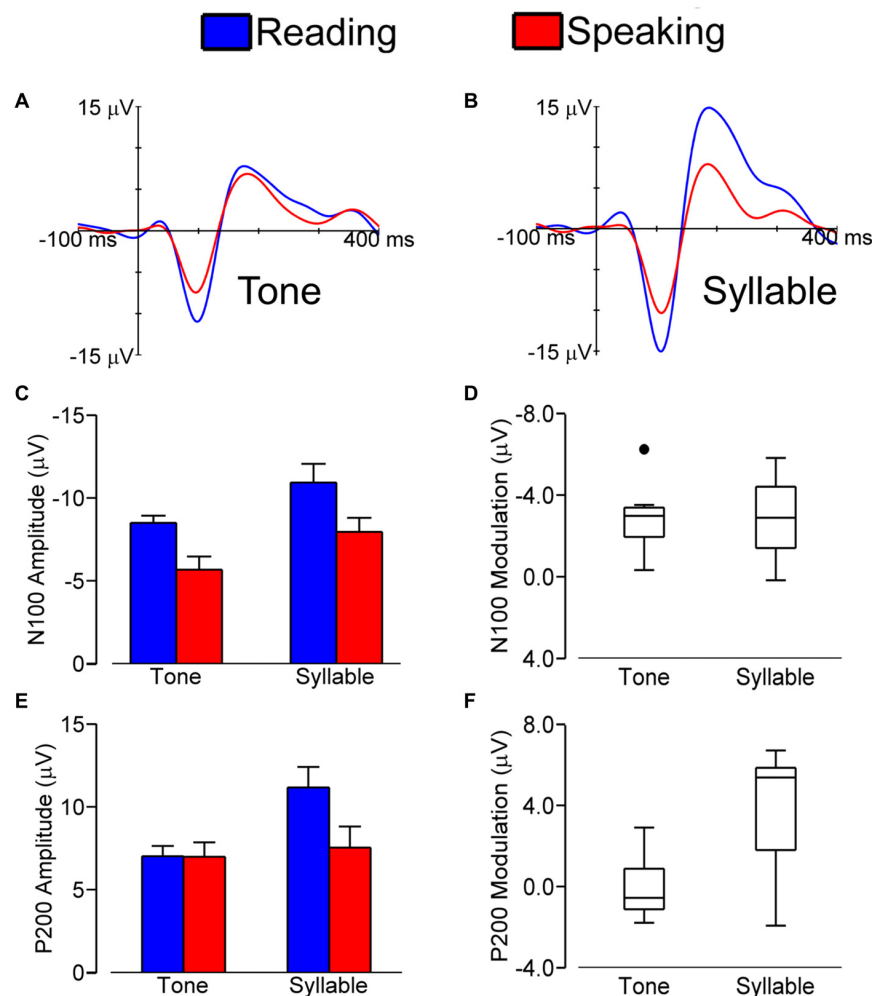 Reading Speaking
A
15 μV
-100 ms 400 ms
Tone
-15 μV
B
15 μV
-100 ms 400 ms
Syllable
-15 μV
C
N100 Amplitude (μV)
-15
-10
-5
0
Tone Syllable
D
N100 Modulation (μV)
-8.0
-4.0
0.0
4.0
Tone Syllable
E
P200 Amplitude (μV)
15
10
5
0
Tone Syllable
F
P200 Modulation (μV)
8.0
4.0
0.0
-4.0
Tone Syllable